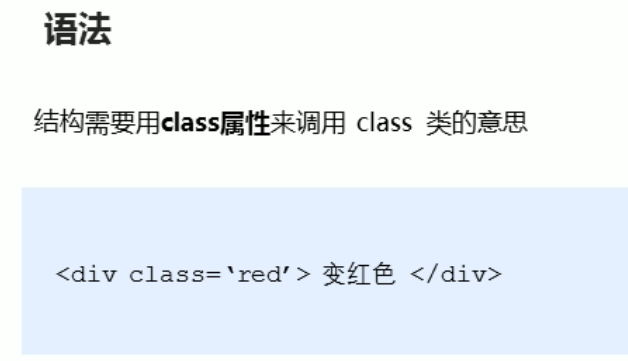 语法
结构需要用class属性来调用 class 类的意思
<div class=‘red’> 变红色 </div>